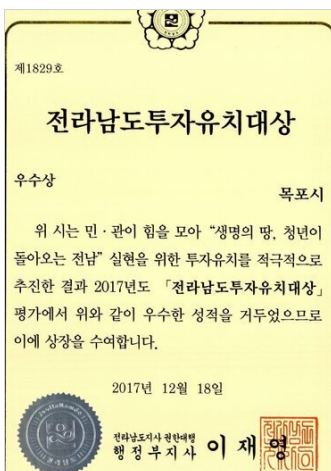 제1829호
전라남도투자유치대상
우수상
목포시
위 시는 민·관이 힘을 모아 “생명의 땅, 청년이
돌아오는 전남” 실현을 위한 투자유치를 적극적으로
추진한 결과 2017년도 「전라남도투자유치대상」
평가에서 위와 같이 우수한 성적을 거두었으므로
이에 상장을 수여합니다.
2017년 12월 18일
전라남도지사 권한대행
행정부지사 이재영